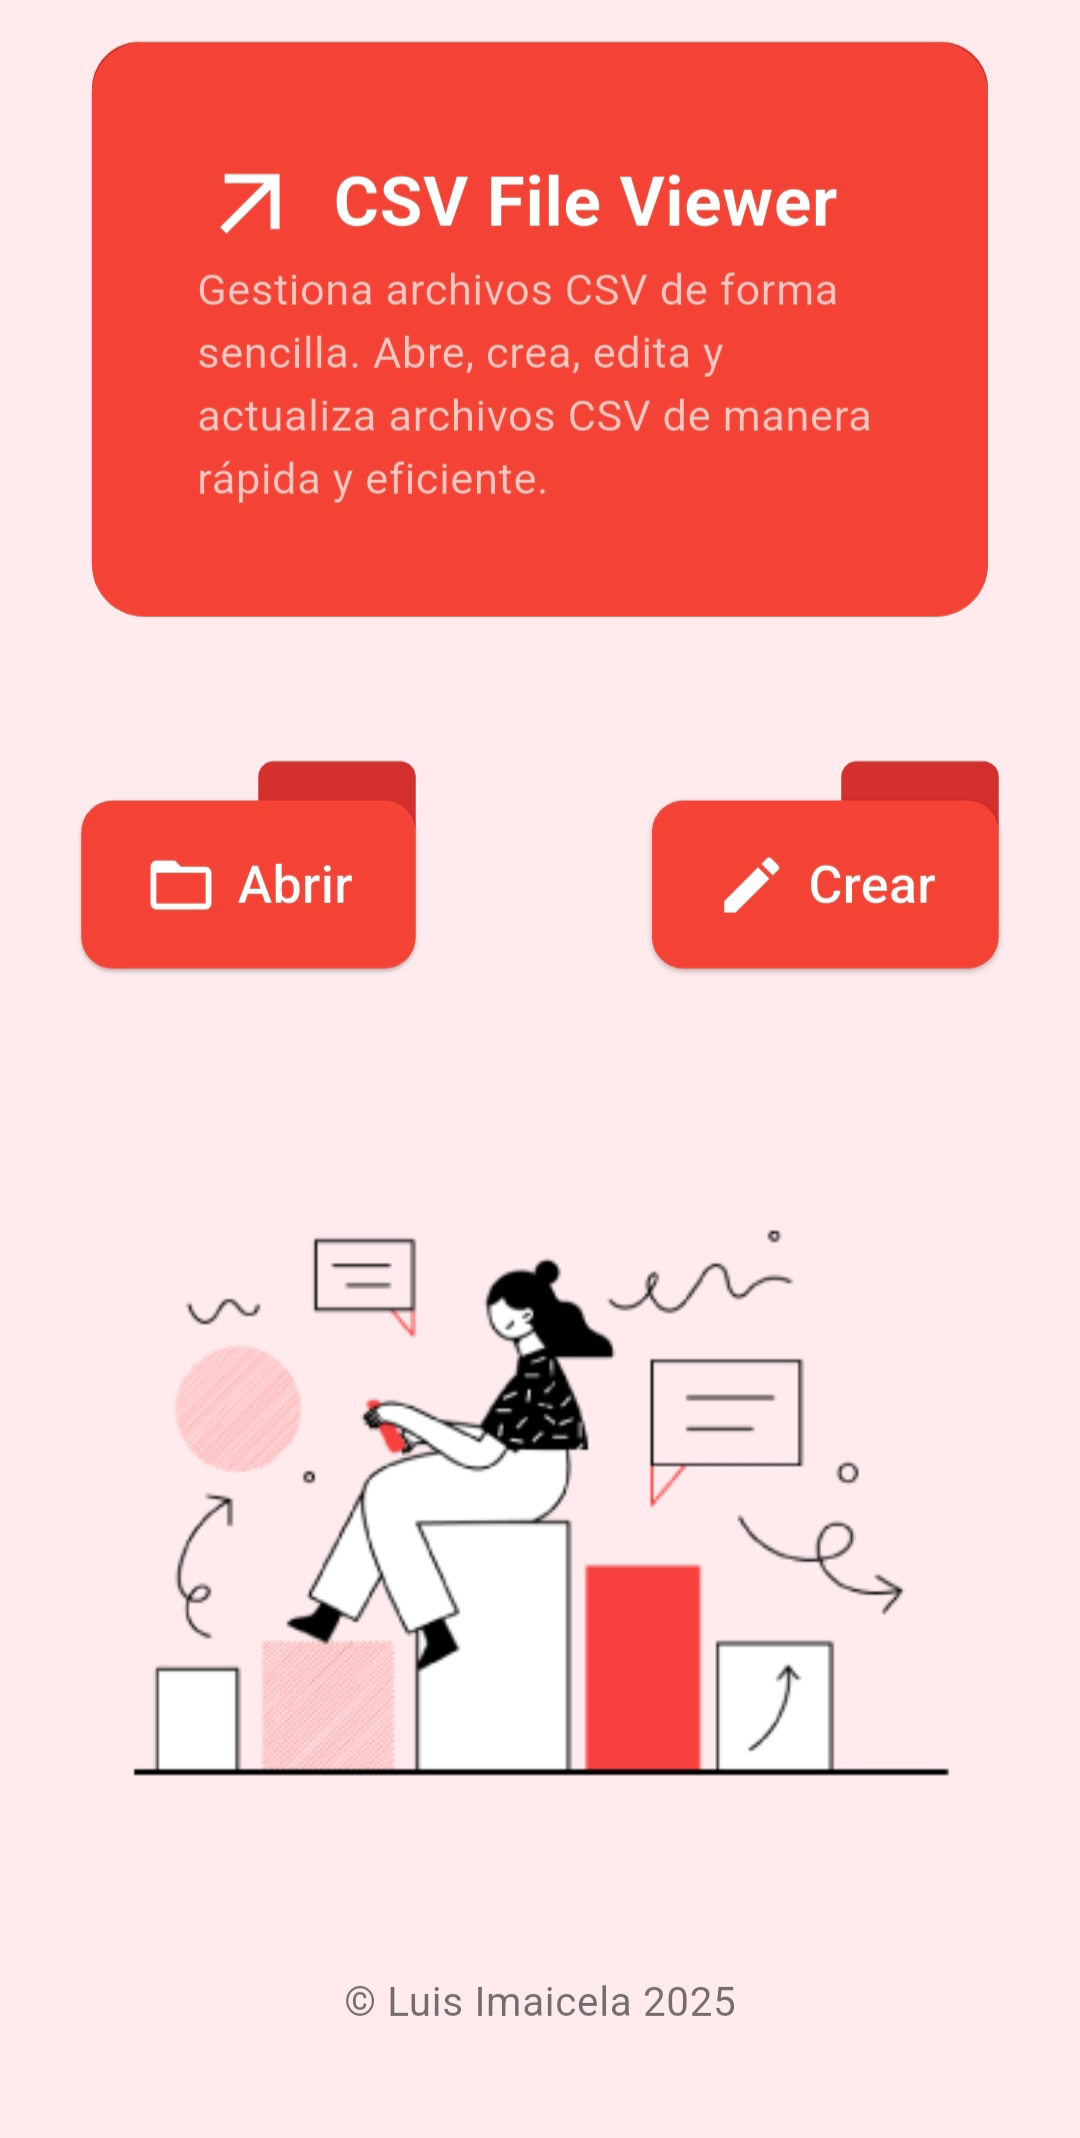 CSV File Viewer
Gestiona archivos CSV de forma
sencilla. Abre, crea, edita y
actualiza archivos CSV de manera
rápida y eficiente.
Abrir
Crear
© Luis Imaicela 2025